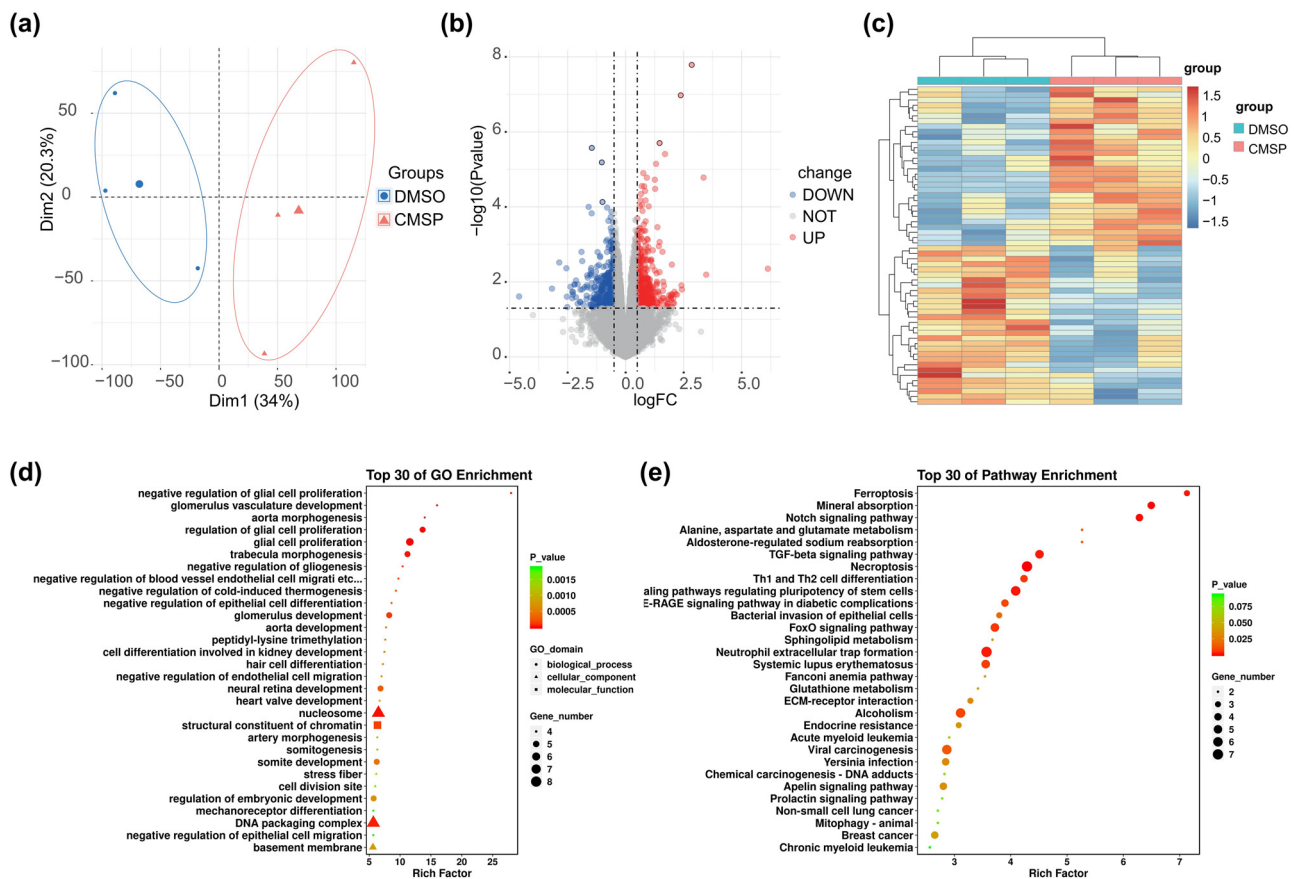 (a)
50
0
−50
−100
Dim2 (20.3%)
−100
−50
0
50
100
Dim1 (34%)
Groups
DMSO
CMSP
(b)
8
6
4
2
0
−log10(Pvalue)
−5.0
−2.5
0.0
2.5
5.0
logFC
change
DOWN
NOT
UP
(c)
group
1.5
1
0.5
0
−0.5
−1
−1.5
group
DMSO
CMSP
(d)
Top 30 of GO Enrichment
negative regulation of glial cell proliferation
glomerulus vasculature development
aorta morphogenesis
regulation of glial cell proliferation
glial cell proliferation
trabecula morphogenesis
negative regulation of gliogenesis
negative regulation of blood vessel endothelial cell migrati etc...
negative regulation of cold-induced thermogenesis
negative regulation of epithelial cell differentiation
glomerulus development
aorta development
peptidyl-lysine trimethylation
cell differentiation involved in kidney development
hair cell differentiation
negative regulation of endothelial cell migration
neural retina development
heart valve development
nucleosome
structural constituent of chromatin
artery morphogenesis
somitogenesis
somite development
stress fiber
cell division site
regulation of embryonic development
mechanoreceptor differentiation
DNA packaging complex
negative regulation of epithelial cell migration
basement membrane
5
10
15
20
25
Rich Factor
P_value
0.0015
0.0010
0.0005
GO_domain
biological_process
cellular_component
molecular_function
Gene_number
4
5
6
7
8
(e)
Top 30 of Pathway Enrichment
Ferroptosis
Mineral absorption
Notch signaling pathway
Alanine, aspartate and glutamate metabolism
Aldosterone-regulated sodium reabsorption
TGF-beta signaling pathway
Necroptosis
Th1 and Th2 cell differentiation
aling pathways regulating pluripotency of stem cells
E-RAGE signaling pathway in diabetic complications
Bacterial invasion of epithelial cells
FoxO signaling pathway
Sphingolipid metabolism
Neutrophil extracellular trap formation
Systemic lupus erythematosus
Fanconi anemia pathway
Glutathione metabolism
ECM-receptor interaction
Alcoholism
Endocrine resistance
Acute myeloid leukemia
Viral carcinogenesis
Yersinia infection
Chemical carcinogenesis - DNA adducts
Apelin signaling pathway
Prolactin signaling pathway
Non-small cell lung cancer
Mitophagy - animal
Breast cancer
Chronic myeloid leukemia
3
4
5
6
7
Rich Factor
P_value
0.075
0.050
0.025
Gene_number
2
3
4
5
6
7